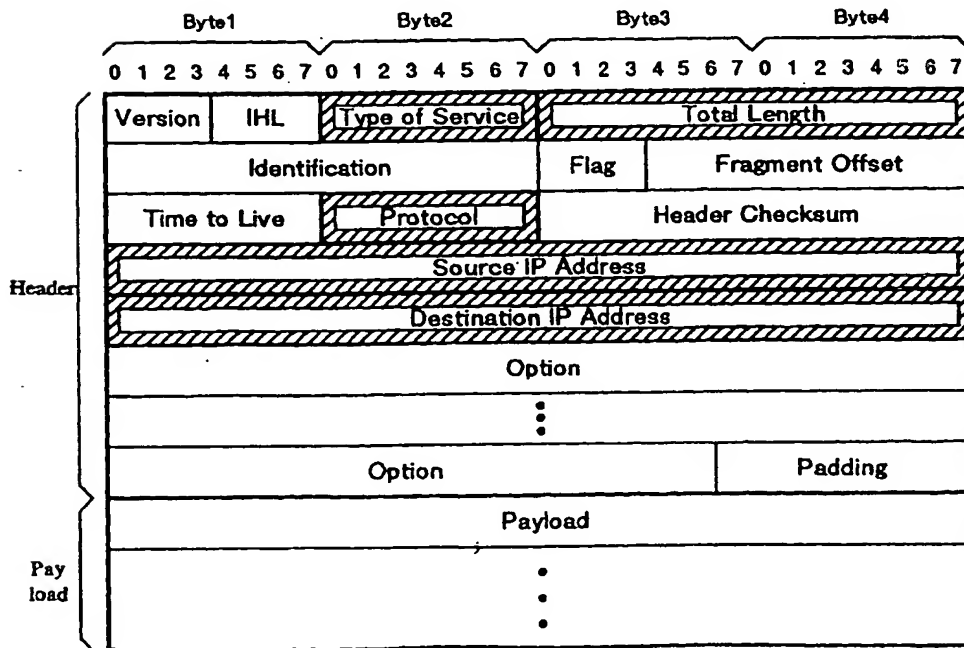 Byte1 Byte2 Byte3 Byte4
0 1 2 3 4 5 6 7 0 1 2 3 4 5 6 7 0 1 2 3 4 5 6 7 0 1 2 3 4 5 6 7
Version IHL Type of Service Total Length
Identification Flag Fragment Offset
Time to Live Protocol Header Checksum
Source IP Address
Header
Destination IP Address
Option
Option Padding
Payload
Pay
load